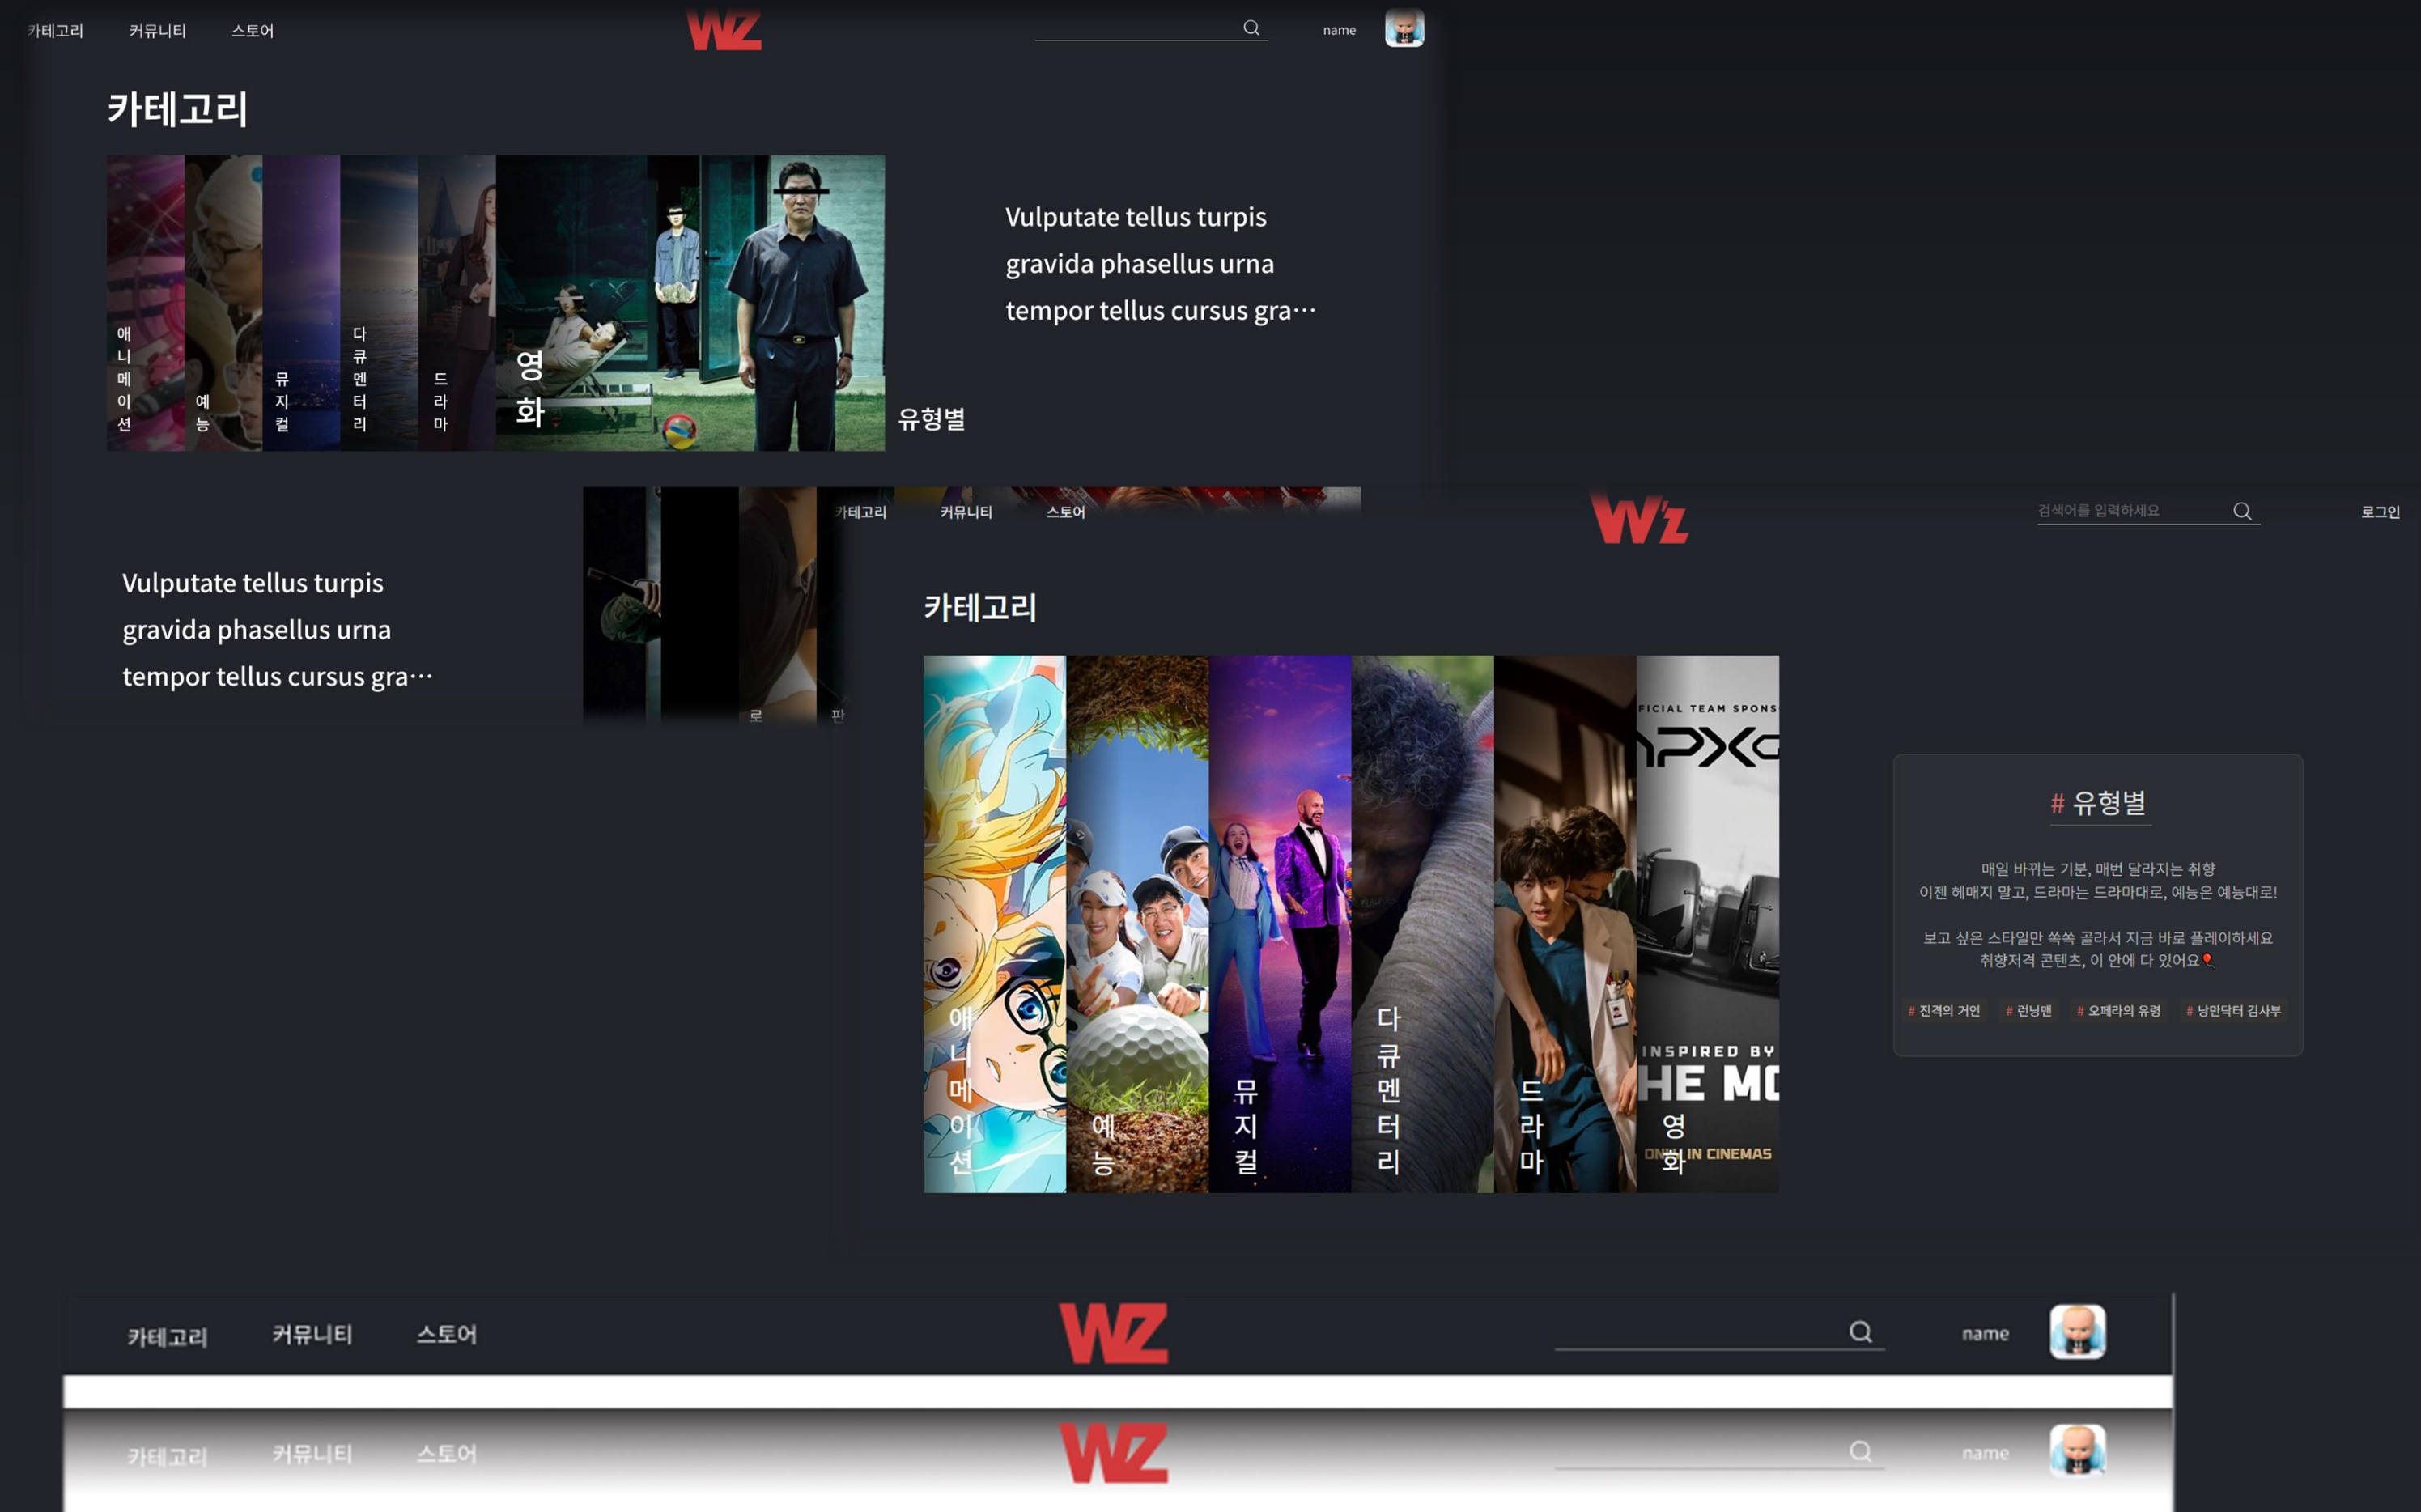 카테고리 커뮤니티 스토어 WZ name
카테고리
애니메이션
예능
뮤지컬
다큐멘터리
드라마
영화
유형별
Vulputate tellus turpis
gravida phasellus urna
tempor tellus cursus gra···
Vulputate tellus turpis
gravida phasellus urna
tempor tellus cursus gra···
로
판
카테고리 커뮤니티 스토어 W'z 검색어를 입력하세요 로그인
카테고리
애니메이션
예능
뮤지컬
다큐멘터리
드라마
영화
FICIAL TEAM SPONS
INSPIRED BY
HE MO
IN CINEMAS
# 유형별
매일 바뀌는 기분, 매번 달라지는 취향
이젠 헤매지 말고, 드라마는 드라마대로, 예능은 예능대로!
보고 싶은 스타일만 쏙쏙 골라서 지금 바로 플레이하세요
취향저격 콘텐츠, 이 안에 다 있어요🎈
# 진격의 거인 # 런닝맨 # 오페라의 유령 # 낭만닥터 김사부
카테고리 커뮤니티 스토어 WZ name
카테고리 커뮤니티 스토어 WZ name